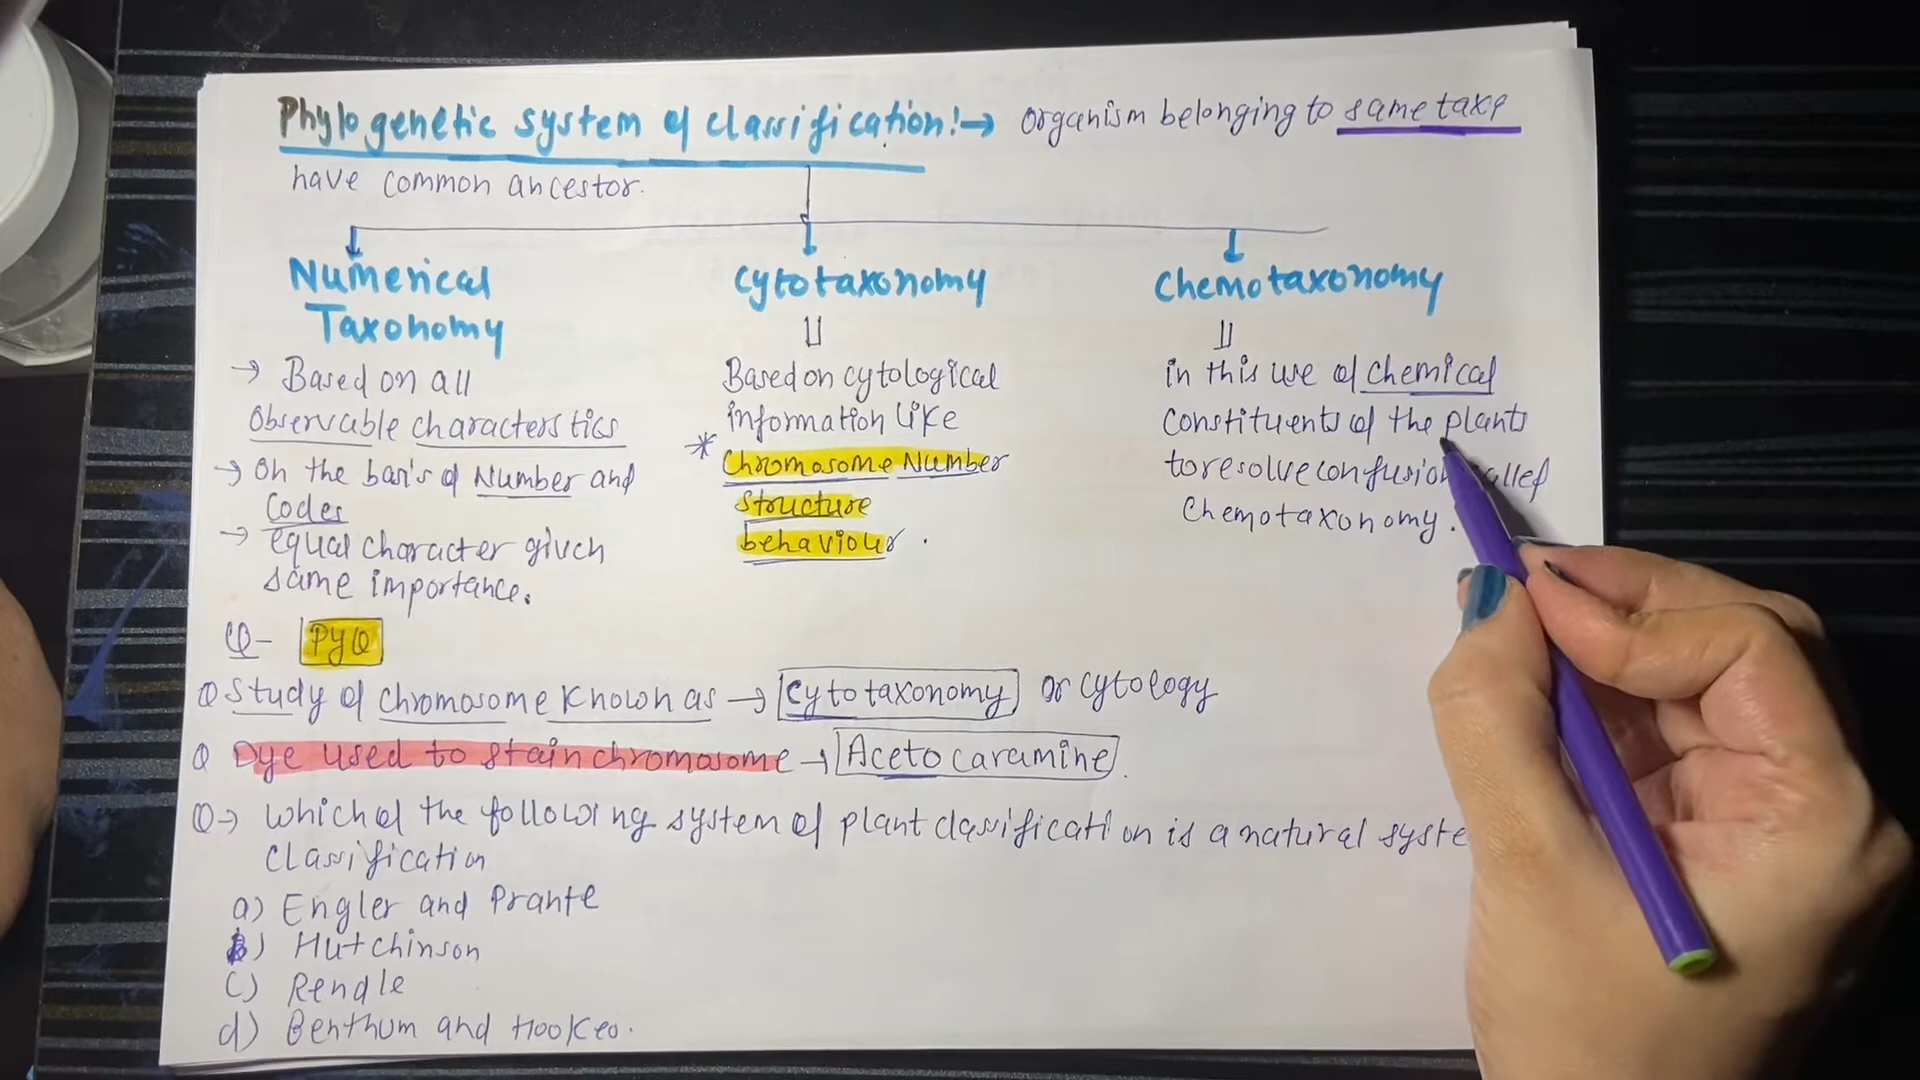 Phylogenetic system of classification:→ Organism belonging to same taxa
have common ancestor.
Numerical
Taxonomy
→ Based on all
observable characterstics
→ On the basis of Number and
Codes
→ equal character given
same importance.
Cytotaxonomy
Based on cytological
information like
* Chromosome Number
Structure
behaviour.
Chemotaxonomy
in this use of chemical
constituents of the plants
to resolve confusion called
Chemotaxonomy.
Q- PYQ
Q Study of chromosome known as → Cytotaxonomy or cytology
Q Dye used to stain chromosome → Aceto caramine.
Q→ which of the following system of plant classification is a natural syste
classification
a) Engler and Prante
b) Hutchinson
c) Rendle
d) Benthum and Hooker.